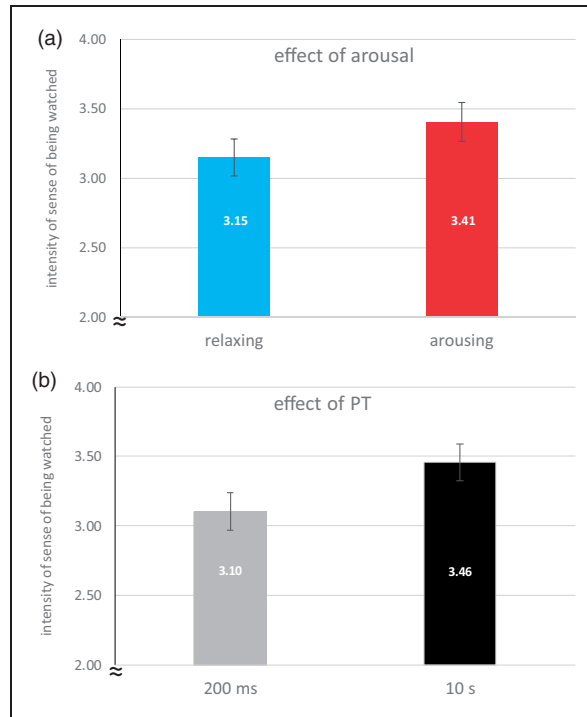 (a)
effect of arousal
intensity of sense of being watched
4.00
3.50
3.00
2.50
2.00
3.15
3.41
relaxing
arousing
(b)
effect of PT
intensity of sense of being watched
4.00
3.50
3.00
2.50
2.00
3.10
3.46
200 ms
10 s